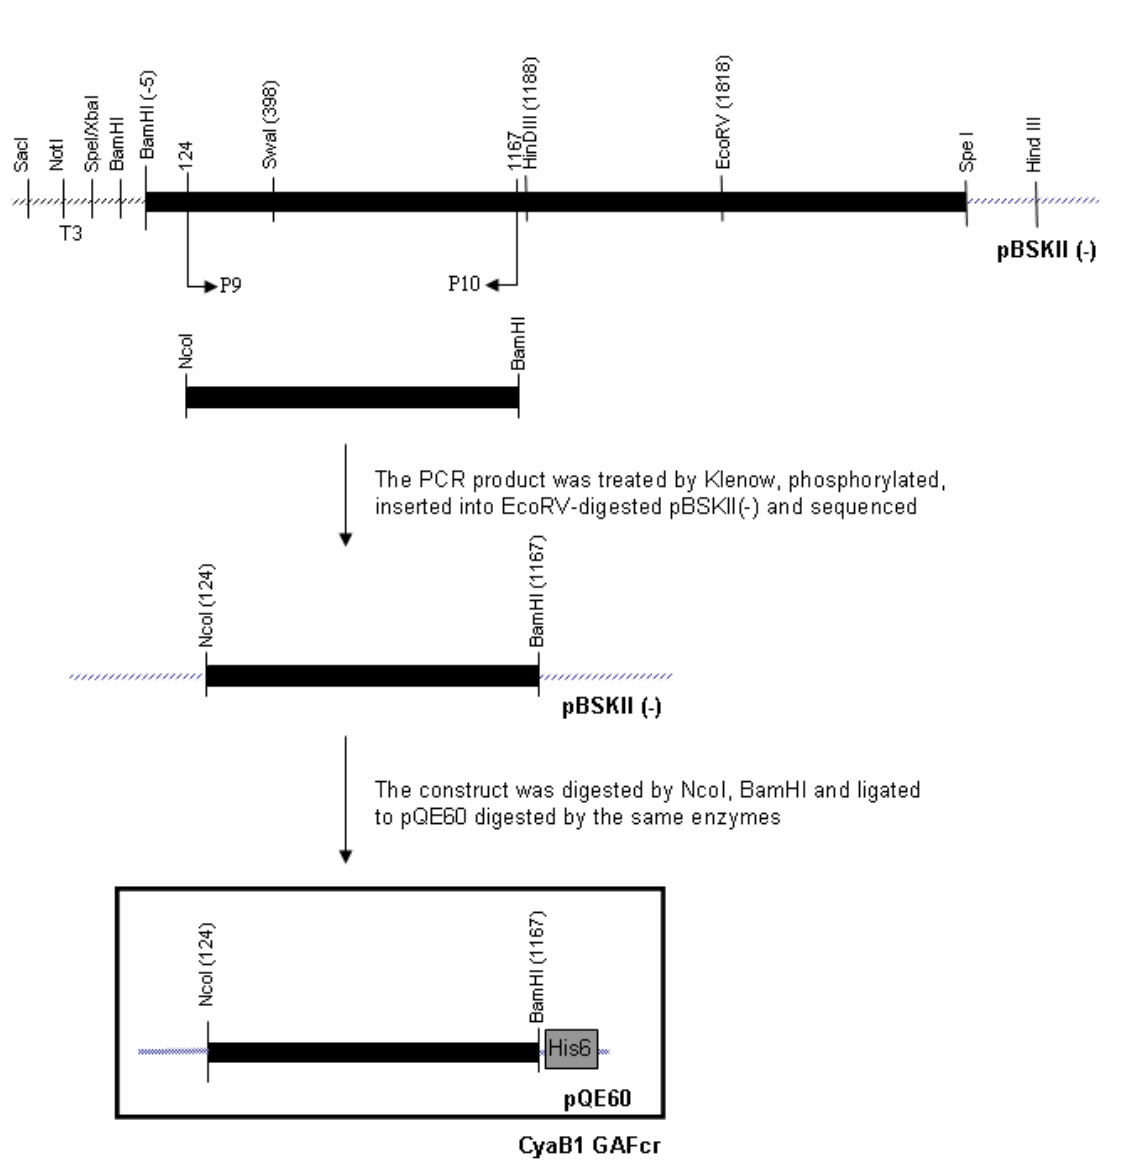 SacI
NotI
SpeI/XbaI
BamHI
BamHI (-5)
124
SwaI (398)
1167
HinDIII (1188)
EcoRV (1818)
Spe I
Hind III
T3
pBSKII (-)
P9
P10
NcoI
BamHI
The PCR product was treated by Klenow, phosphorylated,
inserted into EcoRV-digested pBSKII(-) and sequenced
NcoI (124)
BamHI (1167)
pBSKII (-)
The construct was digested by NcoI, BamHI and ligated
to pQE60 digested by the same enzymes
NcoI (124)
BamHI (1167)
His6
pQE60
CyaB1 GAFcr